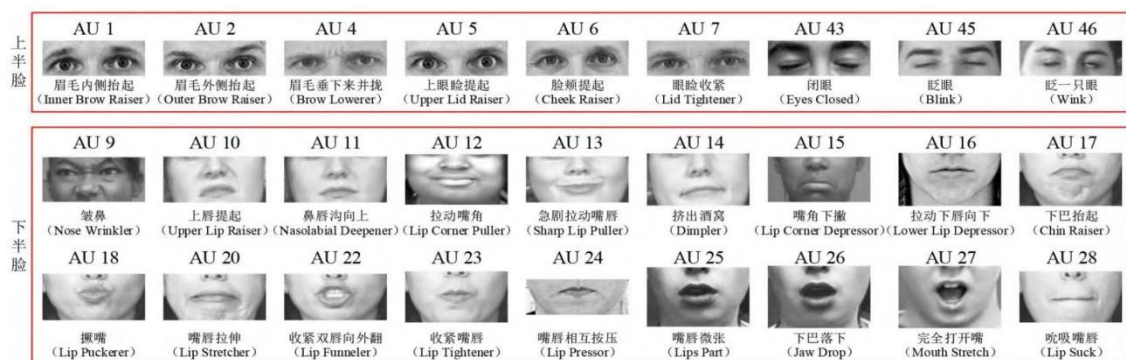 上半脸
AU 1 AU 2 AU 4 AU 5 AU 6 AU 7 AU 43 AU 45 AU 46
眉毛内侧抬起 眉毛外侧抬起 眉毛垂下来并拢 上眼睑提起 脸颊提起 眼睑收紧 闭眼 眨眼 眨一只眼
(Inner Brow Raiser) (Outer Brow Raiser) (Brow Lowerer) (Upper Lid Raiser) (Cheek Raiser) (Lid Tightener) (Eyes Closed) (Blink) (Wink)
下半脸
AU 9 AU 10 AU 11 AU 12 AU 13 AU 14 AU 15 AU 16 AU 17
皱鼻 上唇提起 鼻唇沟向上 拉动嘴角 急剧拉动嘴唇 挤出酒窝 嘴角下撇 拉动下唇向下 下巴抬起
(Nose Wrinkler) (Upper Lip Raiser) (Nasolabial Deepener) (Lip Corner Puller) (Sharp Lip Puller) (Dimpler) (Lip Corner Depressor) (Lower Lip Depressor) (Chin Raiser)
AU 18 AU 20 AU 22 AU 23 AU 24 AU 25 AU 26 AU 27 AU 28
撅嘴 嘴唇拉伸 收紧双唇向外翻 收紧嘴唇 嘴唇相互按压 嘴唇微张 下巴落下 完全打开嘴 吮吸嘴唇
(Lip Puckerer) (Lip Stretcher) (Lip Funneler) (Lip Tightener) (Lip Pressor) (Lips Part) (Jaw Drop) (Mouth Stretch) (Lip Suck)